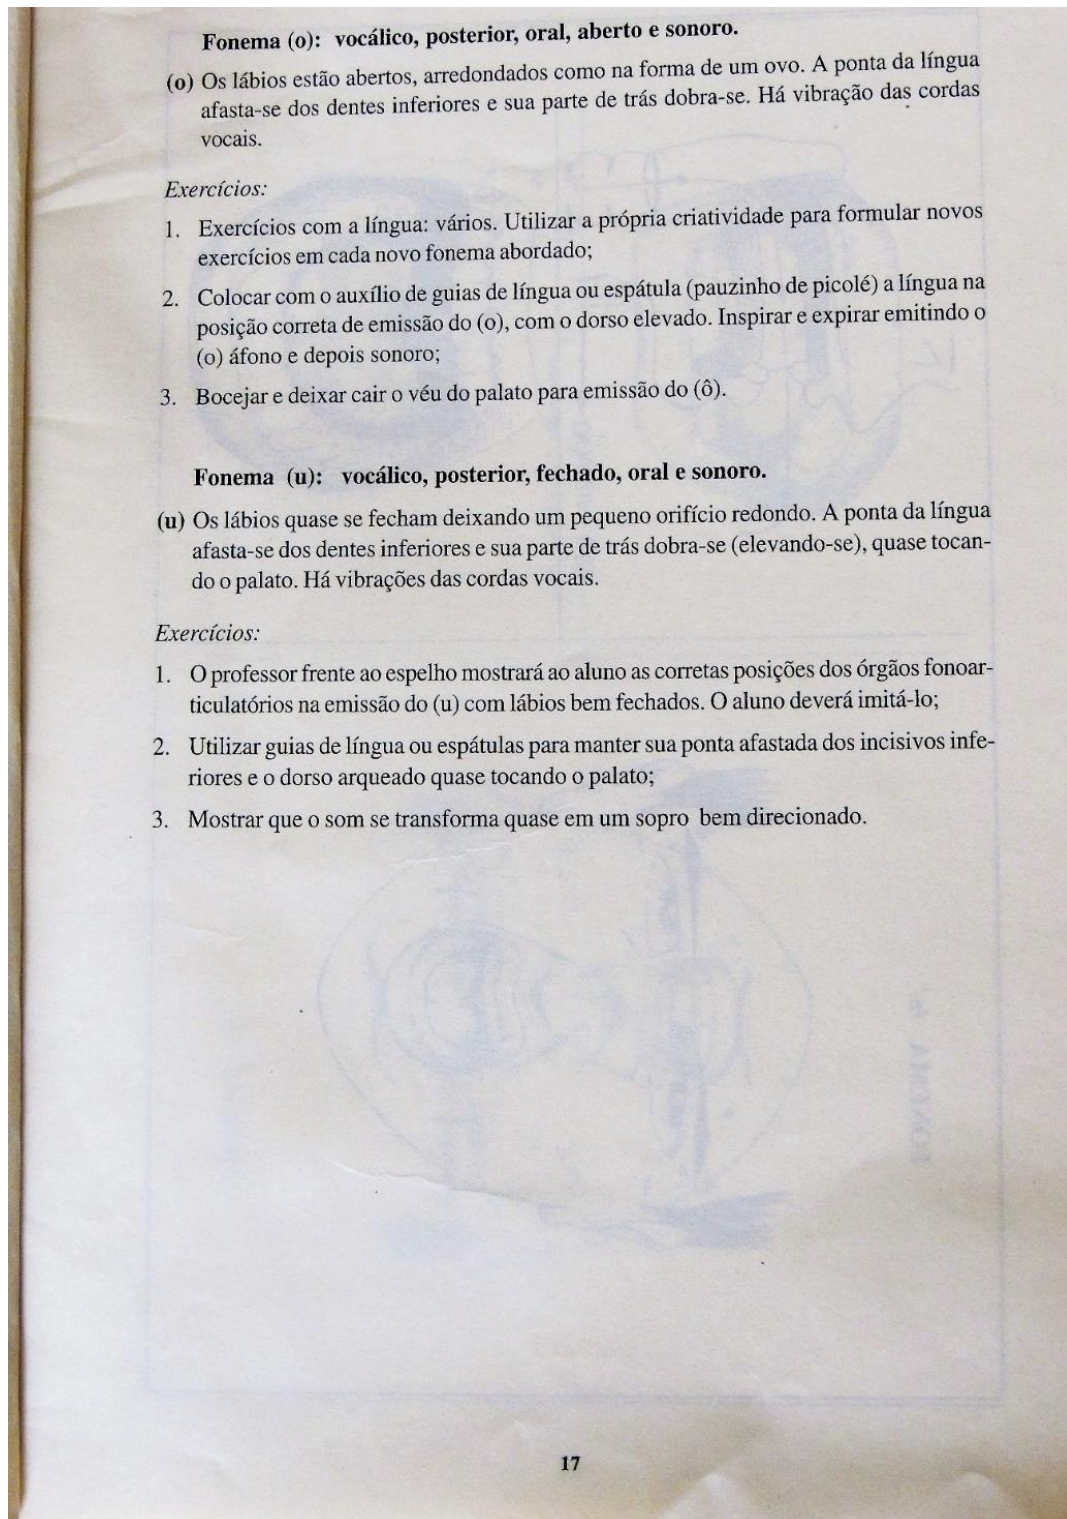 Fonema (o): vocálico, posterior, oral, aberto e sonoro.
(o) Os lábios estão abertos, arredondados como na forma de um ovo. A ponta da língua
afasta-se dos dentes inferiores e sua parte de trás dobra-se. Há vibração das cordas
vocais.
Exercícios:
1. Exercícios com a língua: vários. Utilizar a própria criatividade para formular novos
exercícios em cada novo fonema abordado;
2. Colocar com o auxílio de guias de língua ou espátula (pauzinho de picolé) a língua na
posição correta de emissão do (o), com o dorso elevado. Inspirar e expirar emitindo o
(o) áfono e depois sonoro;
3. Bocejar e deixar cair o véu do palato para emissão do (ô).
Fonema (u): vocálico, posterior, fechado, oral e sonoro.
(u) Os lábios quase se fecham deixando um pequeno orifício redondo. A ponta da língua
afasta-se dos dentes inferiores e sua parte de trás dobra-se (elevando-se), quase tocan-
do o palato. Há vibrações das cordas vocais.
Exercícios:
1. O professor frente ao espelho mostrará ao aluno as corretas posições dos órgãos fonoar-
ticulatórios na emissão do (u) com lábios bem fechados. O aluno deverá imitá-lo;
2. Utilizar guias de língua ou espátulas para manter sua ponta afastada dos incisivos infe-
riores e o dorso arqueado quase tocando o palato;
3. Mostrar que o som se transforma quase em um sopro bem direcionado.
17